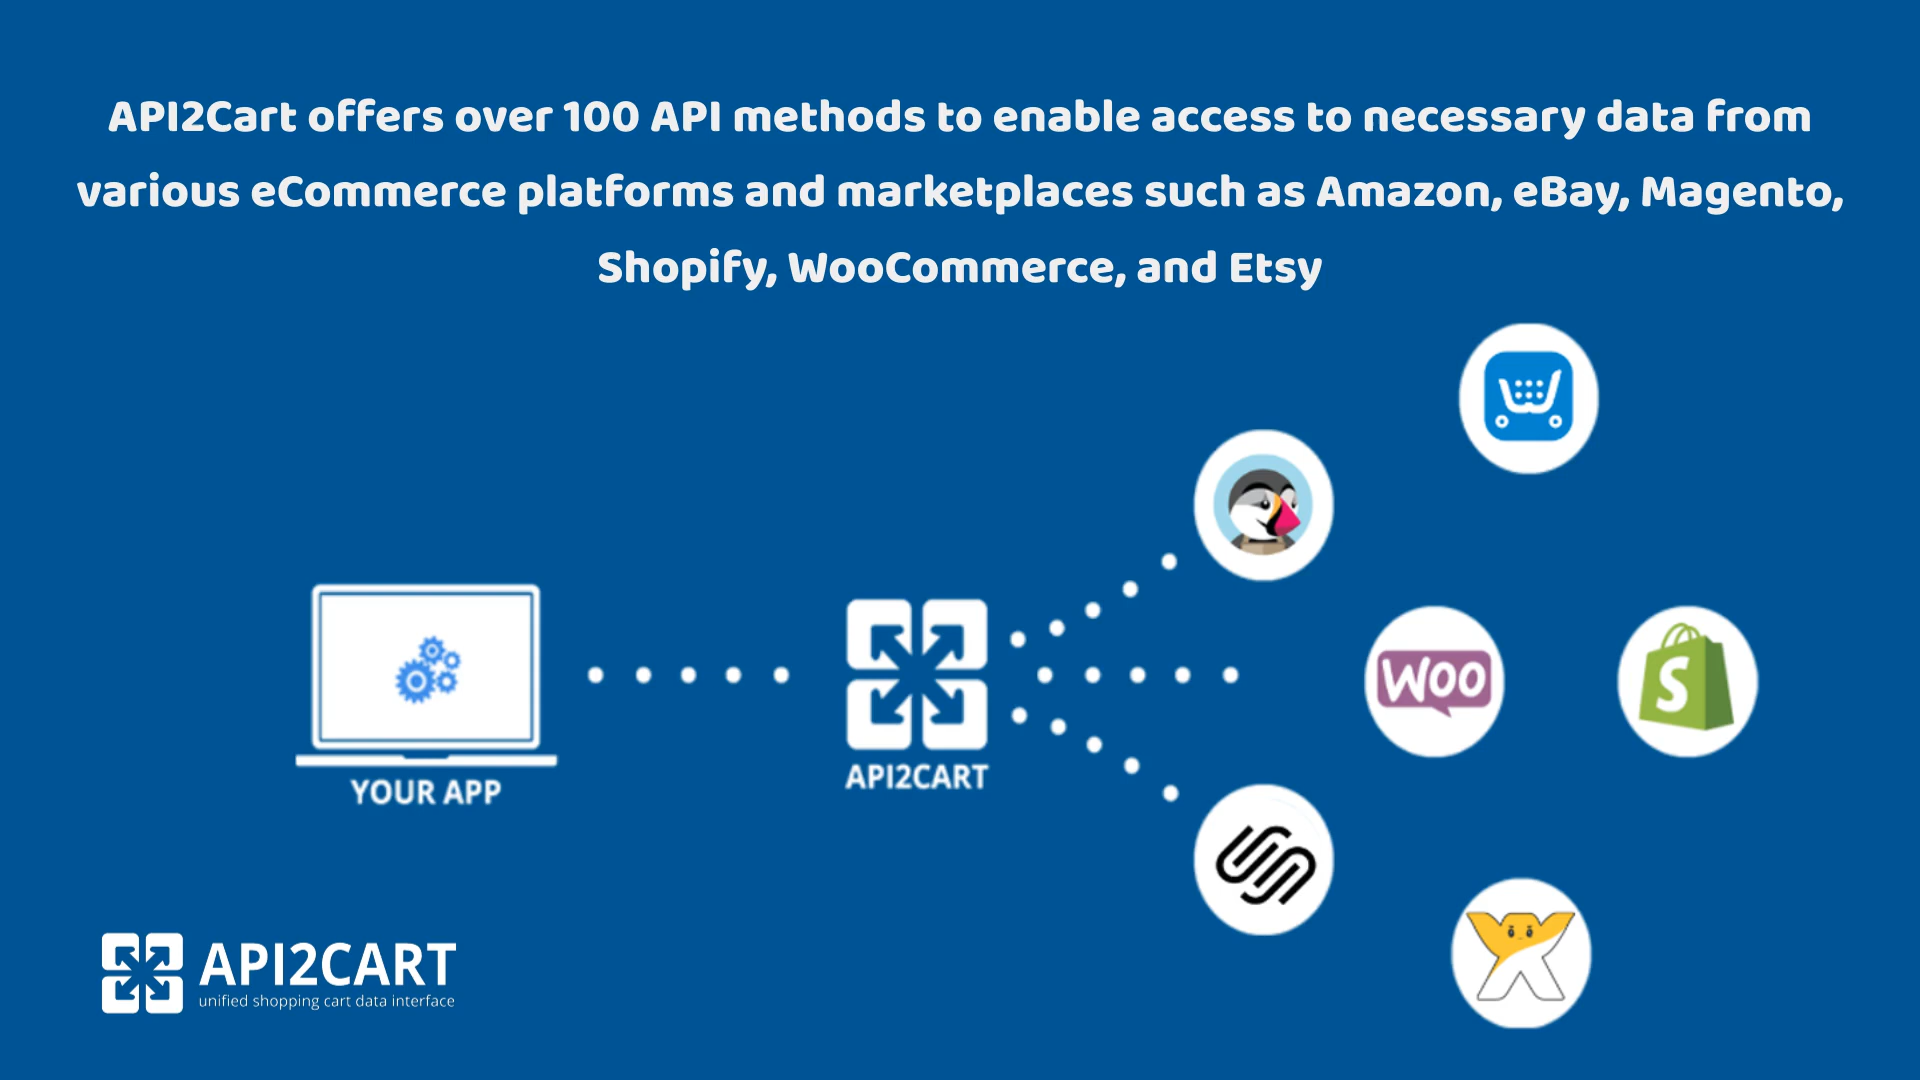 API2Cart offers over 100 API methods to enable access to necessary data from
various eCommerce platforms and marketplaces such as Amazon, eBay, Magento,
Shopify, WooCommerce, and Etsy
WOO
S
YOUR APP
API2CART
API2CART
unified shopping cart data interface